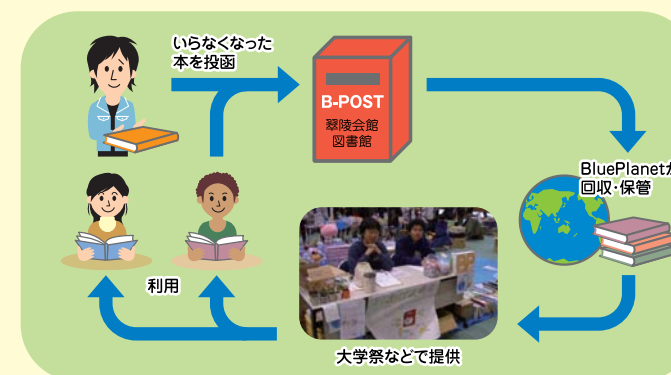 いらなくなった
本を投函
B-POST
翠陵会館
図書館
BluePlanetが
回収・保管
利用
大学祭などで提供